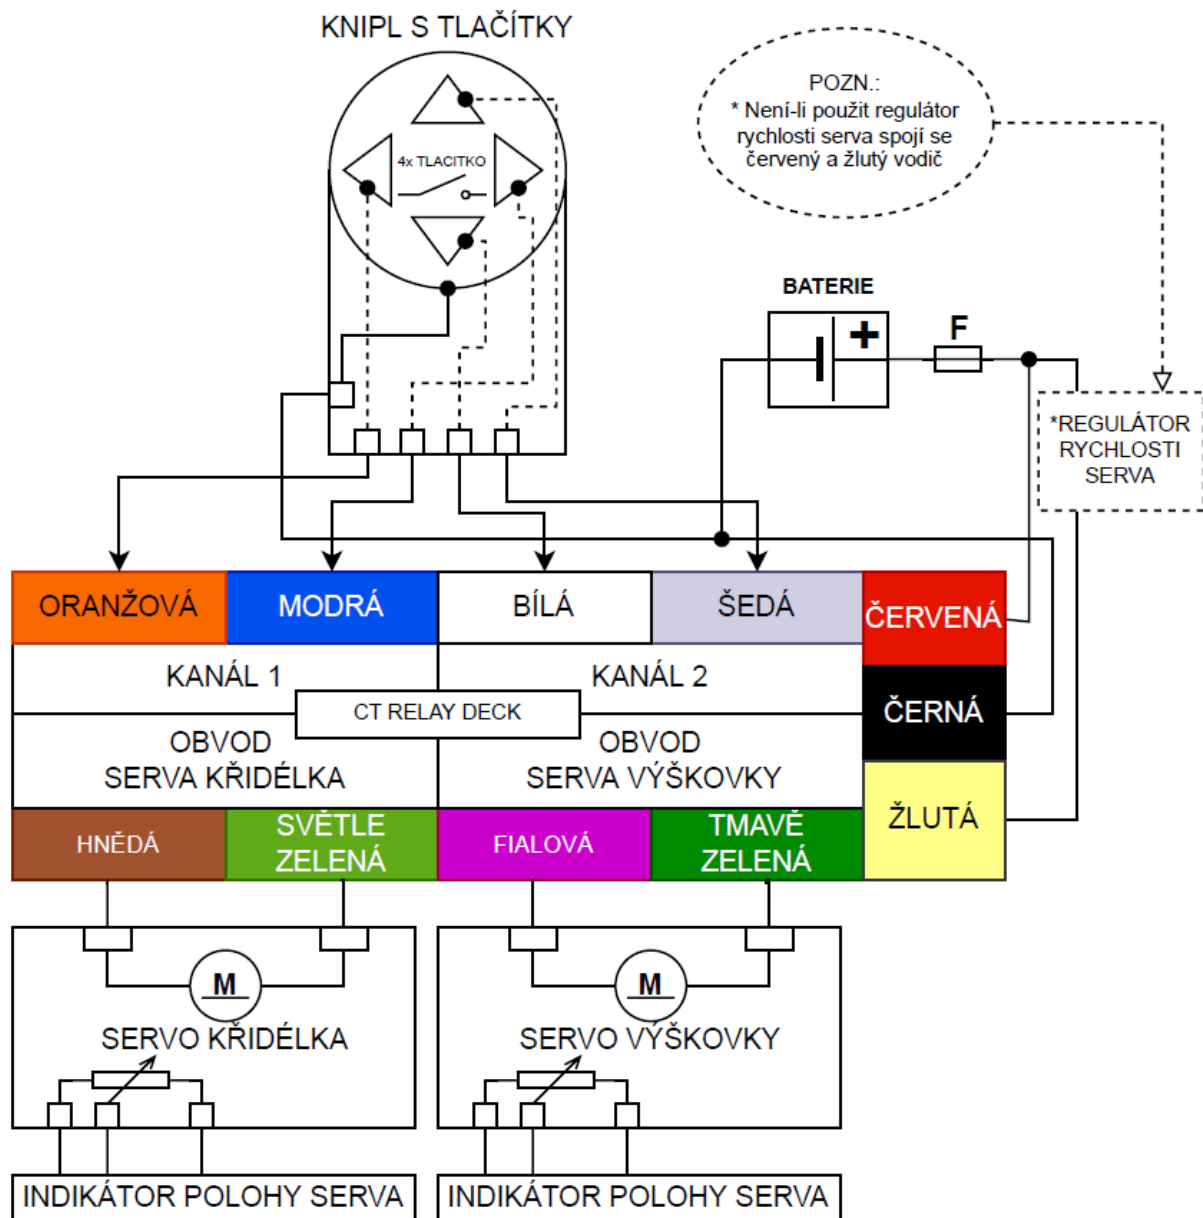 KNIPL S TLAČÍTKY
4x TLACITKO
POZN.:
* Není-li použit regulátor
rychlosti serva spojí se
červený a žlutý vodič
BATERIE
+
F
*REGULÁTOR
RYCHLOSTI
SERVA
ORANŽOVÁ
MODRÁ
BÍLÁ
ŠEDÁ
ČERVENÁ
KANÁL 1
KANÁL 2
CT RELAY DECK
ČERNÁ
OBVOD
SERVA KŘIDÉLKA
OBVOD
SERVA VÝŠKOVKY
ŽLUTÁ
HNĚDÁ
SVĚTLE
ZELENÁ
FIALOVÁ
TMAVĚ
ZELENÁ
M
SERVO KŘIDÉLKA
M
SERVO VÝŠKOVKY
INDIKÁTOR POLOHY SERVA
INDIKÁTOR POLOHY SERVA